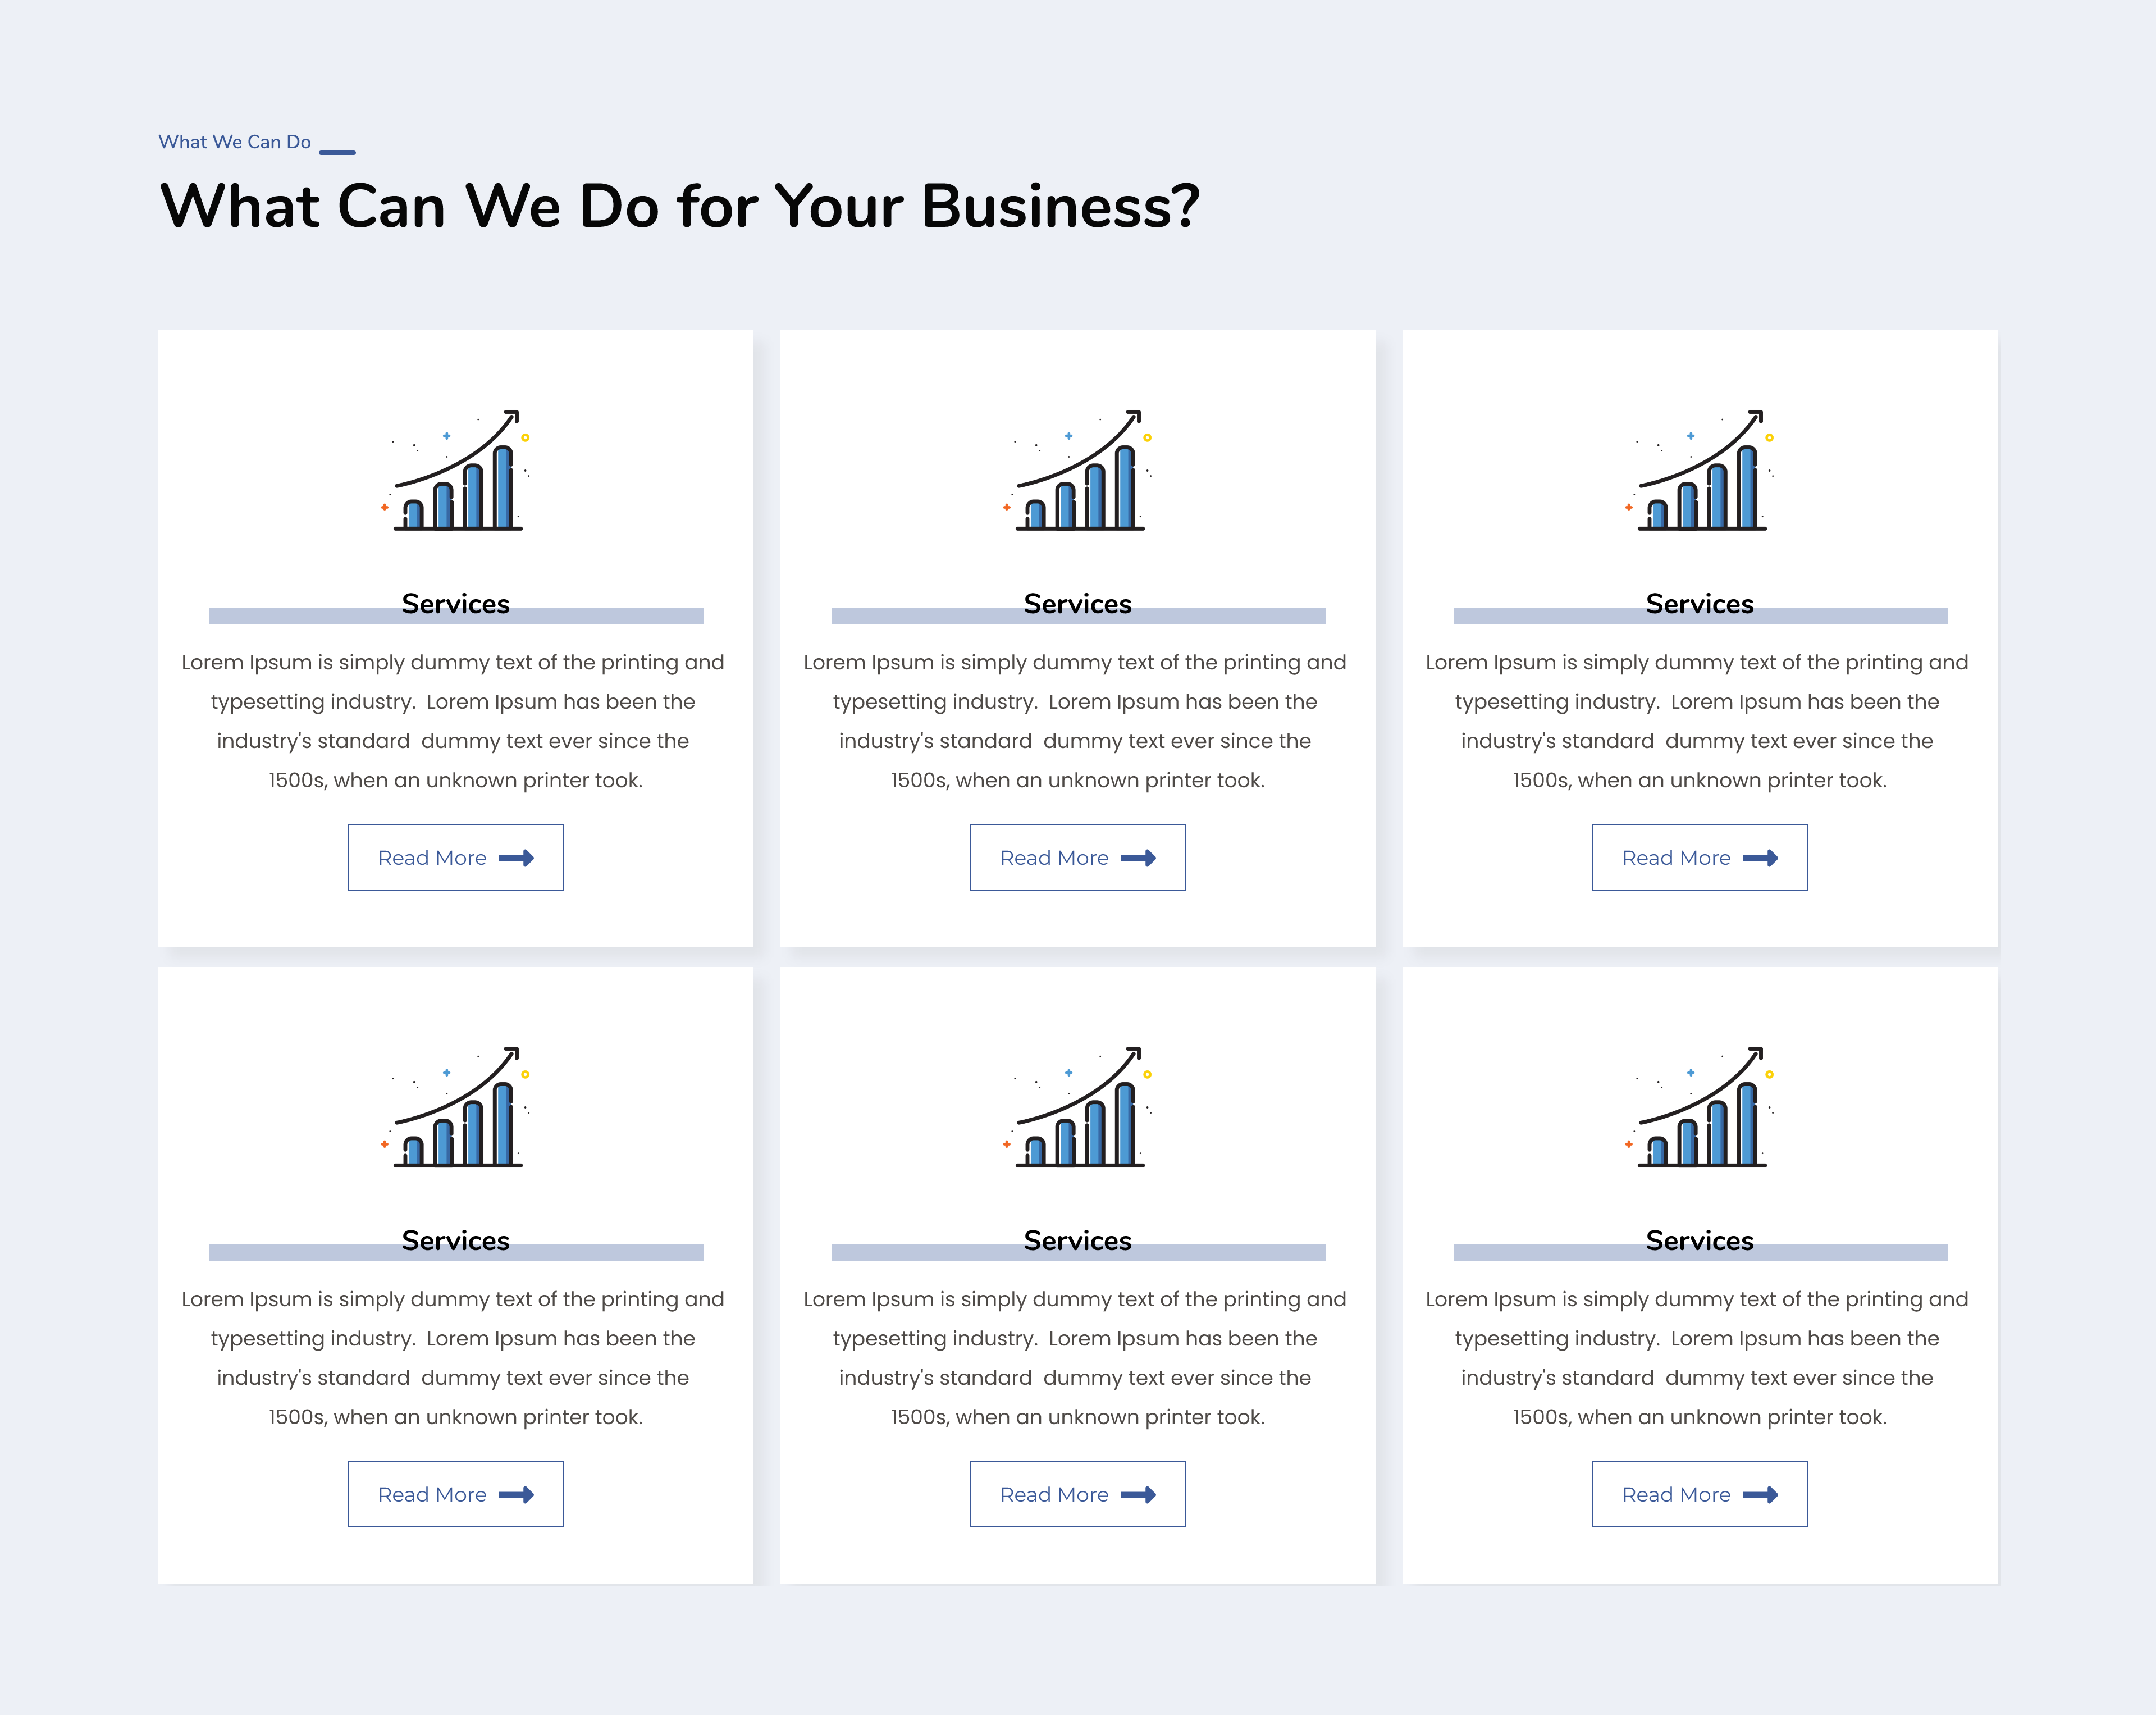 What We Can Do
What Can We Do for Your Business?
Services
Lorem Ipsum is simply dummy text of the printing and
typesetting industry.  Lorem Ipsum has been the
industry's standard  dummy text ever since the
1500s, when an unknown printer took.
Read More
Services
Lorem Ipsum is simply dummy text of the printing and
typesetting industry.  Lorem Ipsum has been the
industry's standard  dummy text ever since the
1500s, when an unknown printer took.
Read More
Services
Lorem Ipsum is simply dummy text of the printing and
typesetting industry.  Lorem Ipsum has been the
industry's standard  dummy text ever since the
1500s, when an unknown printer took.
Read More
Services
Lorem Ipsum is simply dummy text of the printing and
typesetting industry.  Lorem Ipsum has been the
industry's standard  dummy text ever since the
1500s, when an unknown printer took.
Read More
Services
Lorem Ipsum is simply dummy text of the printing and
typesetting industry.  Lorem Ipsum has been the
industry's standard  dummy text ever since the
1500s, when an unknown printer took.
Read More
Services
Lorem Ipsum is simply dummy text of the printing and
typesetting industry.  Lorem Ipsum has been the
industry's standard  dummy text ever since the
1500s, when an unknown printer took.
Read More